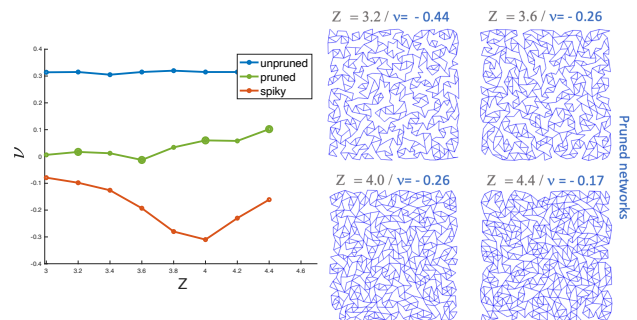 0.4
0.3
0.2
0.1
0
-0.1
-0.2
-0.3
-0.4
ν
3
3.2
3.4
3.6
3.8
4
4.2
4.4
4.6
Z
unpruned
pruned
spiky
Z = 3.2 / ν= - 0.44
Z = 3.6 / ν= - 0.26
Z = 4.0 / ν= - 0.26
Z = 4.4 / ν= - 0.17
Pruned networks